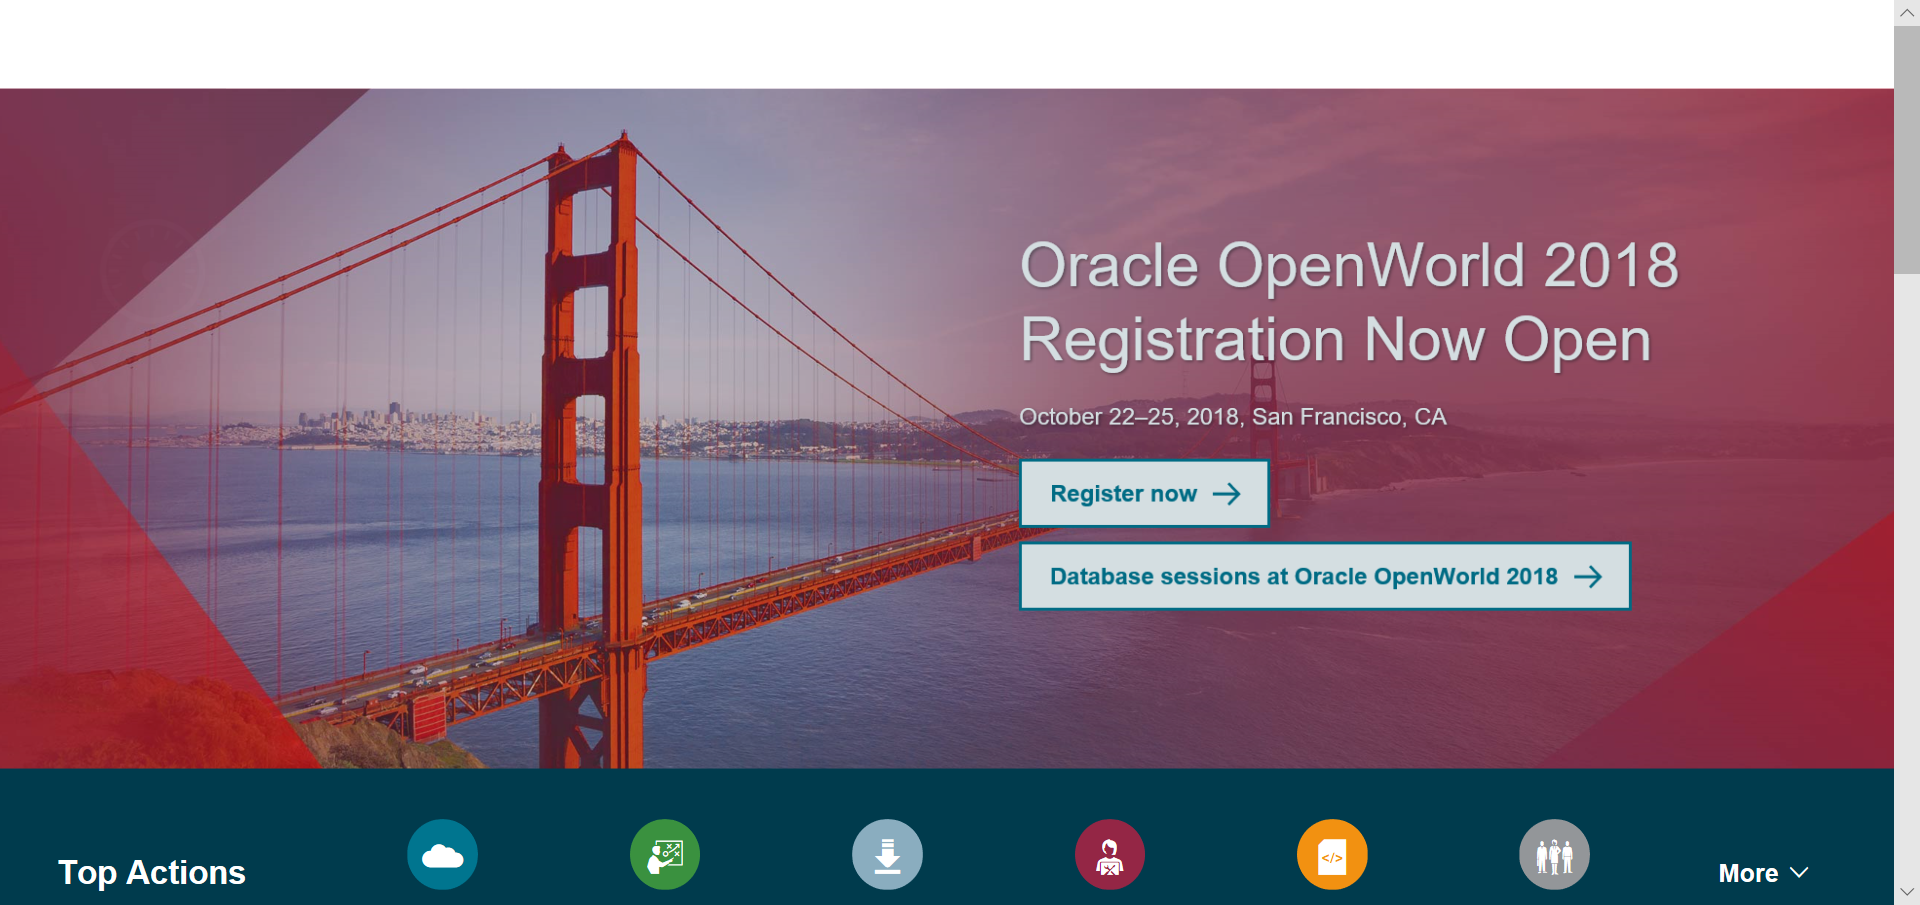 Oracle OpenWorld 2018
Registration Now Open
October 22–25, 2018, San Francisco, CA
Register now
Database sessions at Oracle OpenWorld 2018
</>
Top Actions
More